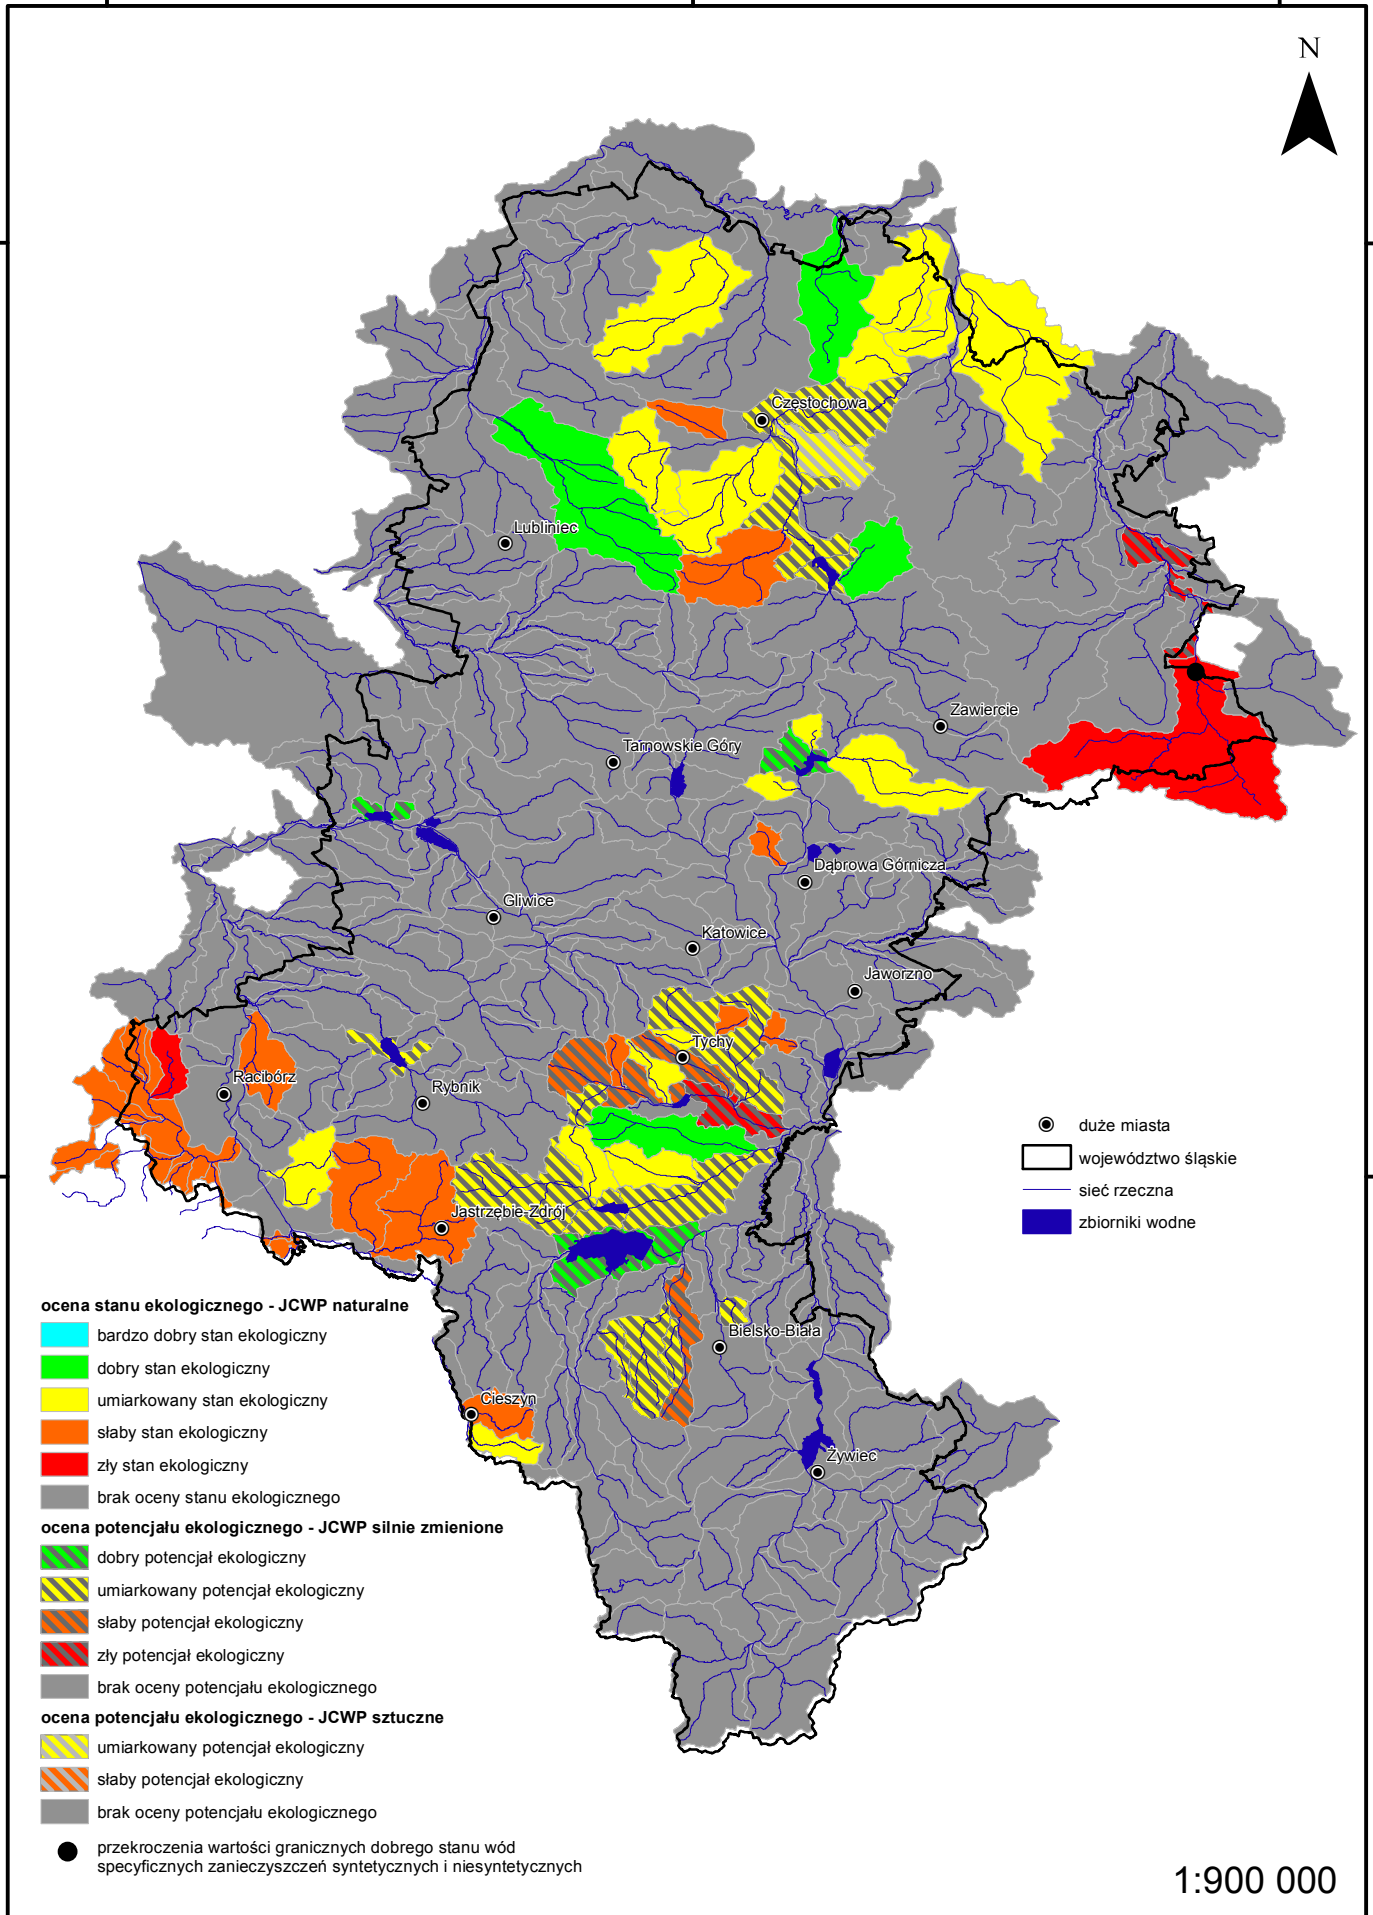 N
Częstochowa
Lubliniec
Zawiercie
Tarnowskie Góry
Dąbrowa Górnicza
Gliwice
Katowice
Jaworzno
Tychy
Racibórz
Rybnik
duże miasta
województwo śląskie
sieć rzeczna
zbiorniki wodne
Jastrzębie-Zdrój
Bielsko-Biała
Cieszyn
Żywiec
ocena stanu ekologicznego - JCWP naturalne
bardzo dobry stan ekologiczny
dobry stan ekologiczny
umiarkowany stan ekologiczny
słaby stan ekologiczny
zły stan ekologiczny
brak oceny stanu ekologicznego
ocena potencjału ekologicznego - JCWP silnie zmienione
dobry potencjał ekologiczny
umiarkowany potencjał ekologiczny
słaby potencjał ekologiczny
zły potencjał ekologiczny
brak oceny potencjału ekologicznego
ocena potencjału ekologicznego - JCWP sztuczne
umiarkowany potencjał ekologiczny
słaby potencjał ekologiczny
brak oceny potencjału ekologicznego
przekroczenia wartości granicznych dobrego stanu wód
specyficznych zanieczyszczeń syntetycznych i niesyntetycznych
1:900 000